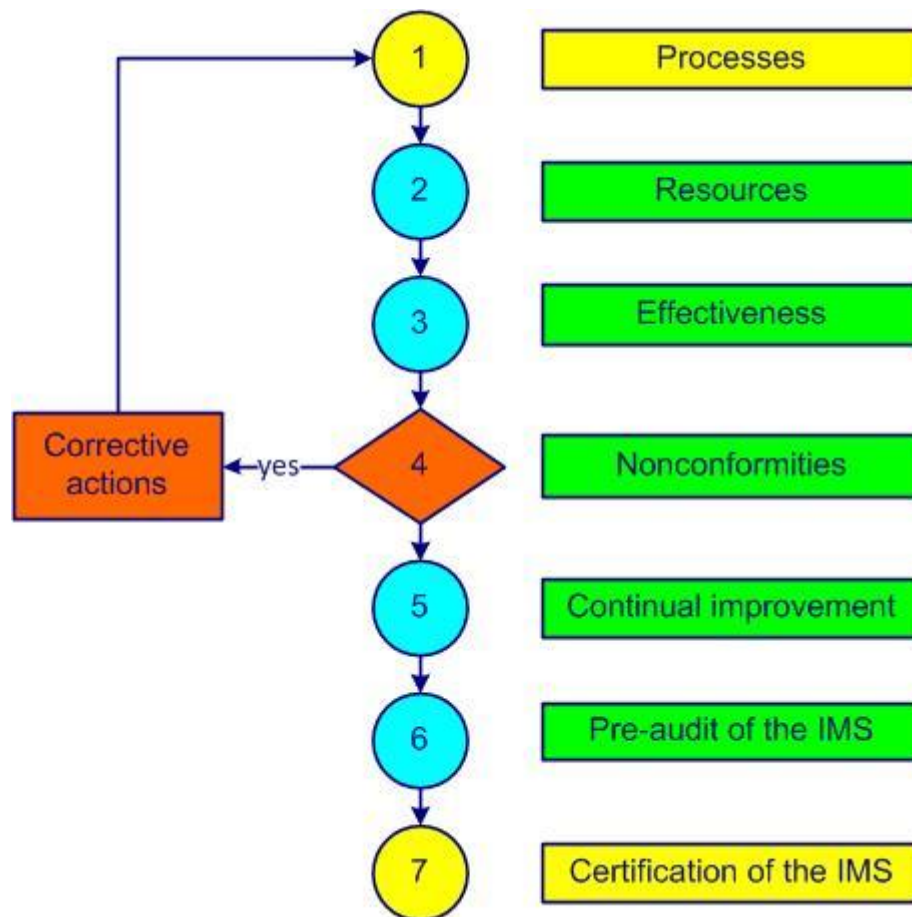 1
Processes
2
Resources
3
Effectiveness
Corrective
actions
yes
4
Nonconformities
5
Continual improvement
6
Pre-audit of the IMS
7
Certification of the IMS